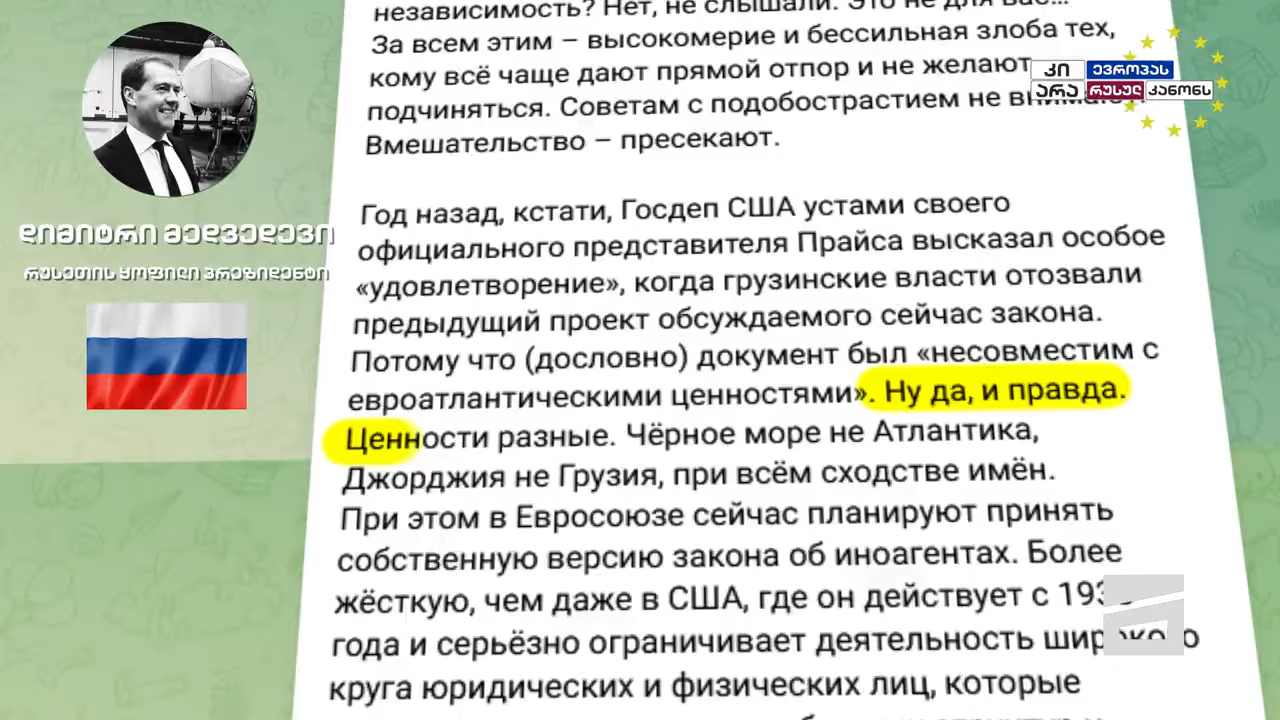 независимость? Нет, не слышали. Это не для вас...
За всем этим – высокомерие и бессильная злоба тех,
кому всё чаще дают прямой отпор и не желают
подчиняться. Советам с подобострастием не
Вмешательство – пресекают.
Год назад, кстати, Госдеп США устами своего
официального представителя Прайса высказал особое
«удовлетворение», когда грузинские власти отозвали
предыдущий проект обсуждаемого сейчас закона.
Потому что (дословно) документ был «несовместим с
евроатлантическими ценностями». Ну да, и правда.
Ценности разные. Чёрное море не Атлантика,
Джорджия не Грузия, при всём сходстве имён.
При этом в Евросоюзе сейчас планируют принять
собственную версию закона об иноагентах. Более
жёсткую, чем даже в США, где он действует с
года и серьёзно ограничивает деятельность широкого
круга юридических и физических лиц, которые
დიმიტრი მედვედევი
რუსეთის ყოფილი პრეზიდენტი
კი ევროპას
არა რუსულ კანონს